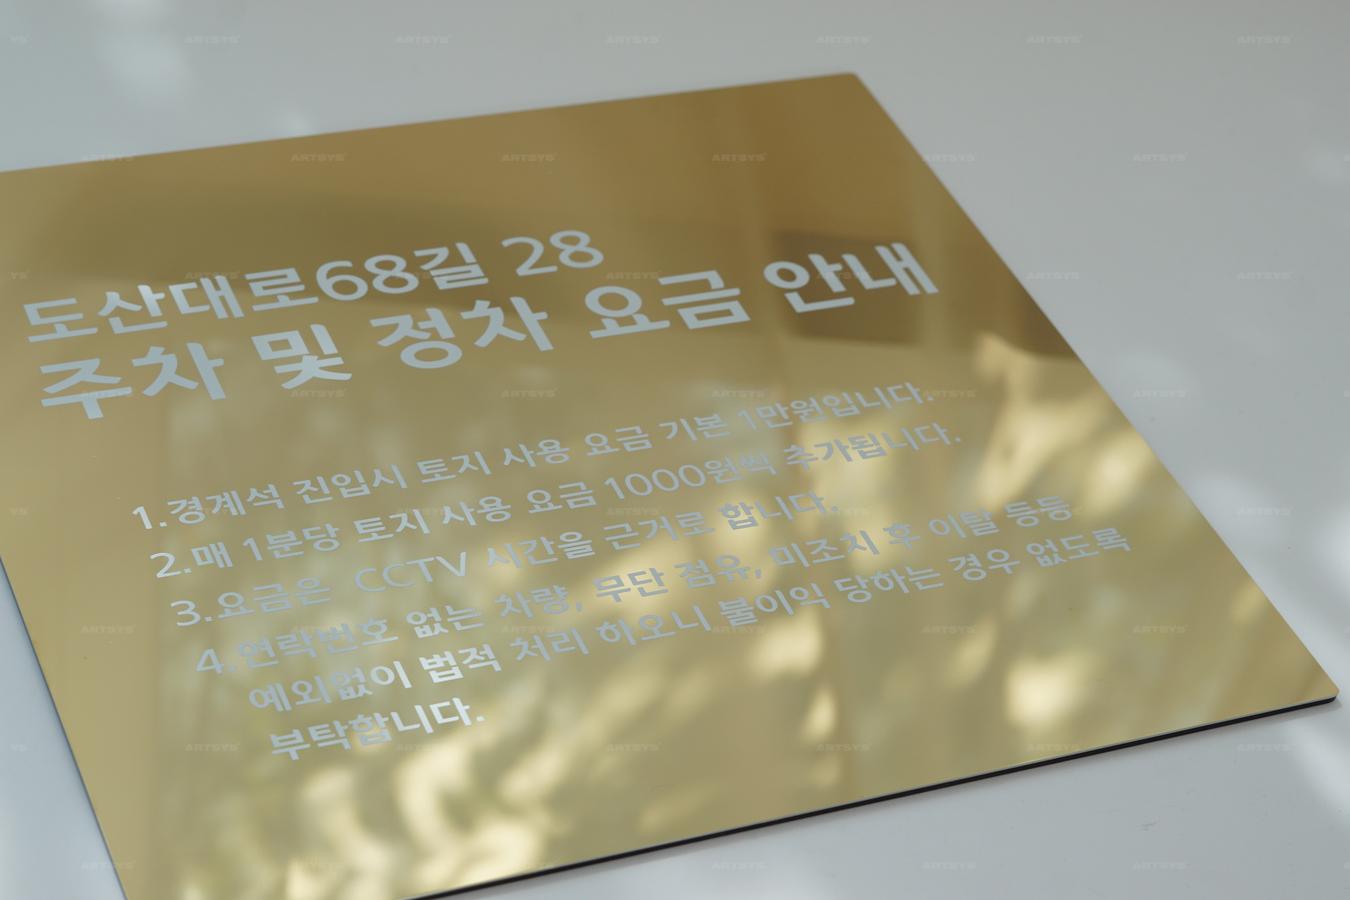 도산대로68길 28
주차 및 정차 요금 안내
1.경계석 진입시 토지 사용 요금 기본 1만원입니다.
2.매 1분당 토지 사용 요금 1000원씩 추가됩니다.
3.요금은 CCTV 시간을 근거로 합니다.
4.연락번호 없는 차량, 무단 점유, 미조치 후 이탈 등등
예외없이 법적 처리 하오니 불이익 당하는 경우 없도록
부탁합니다.
ARTSYS